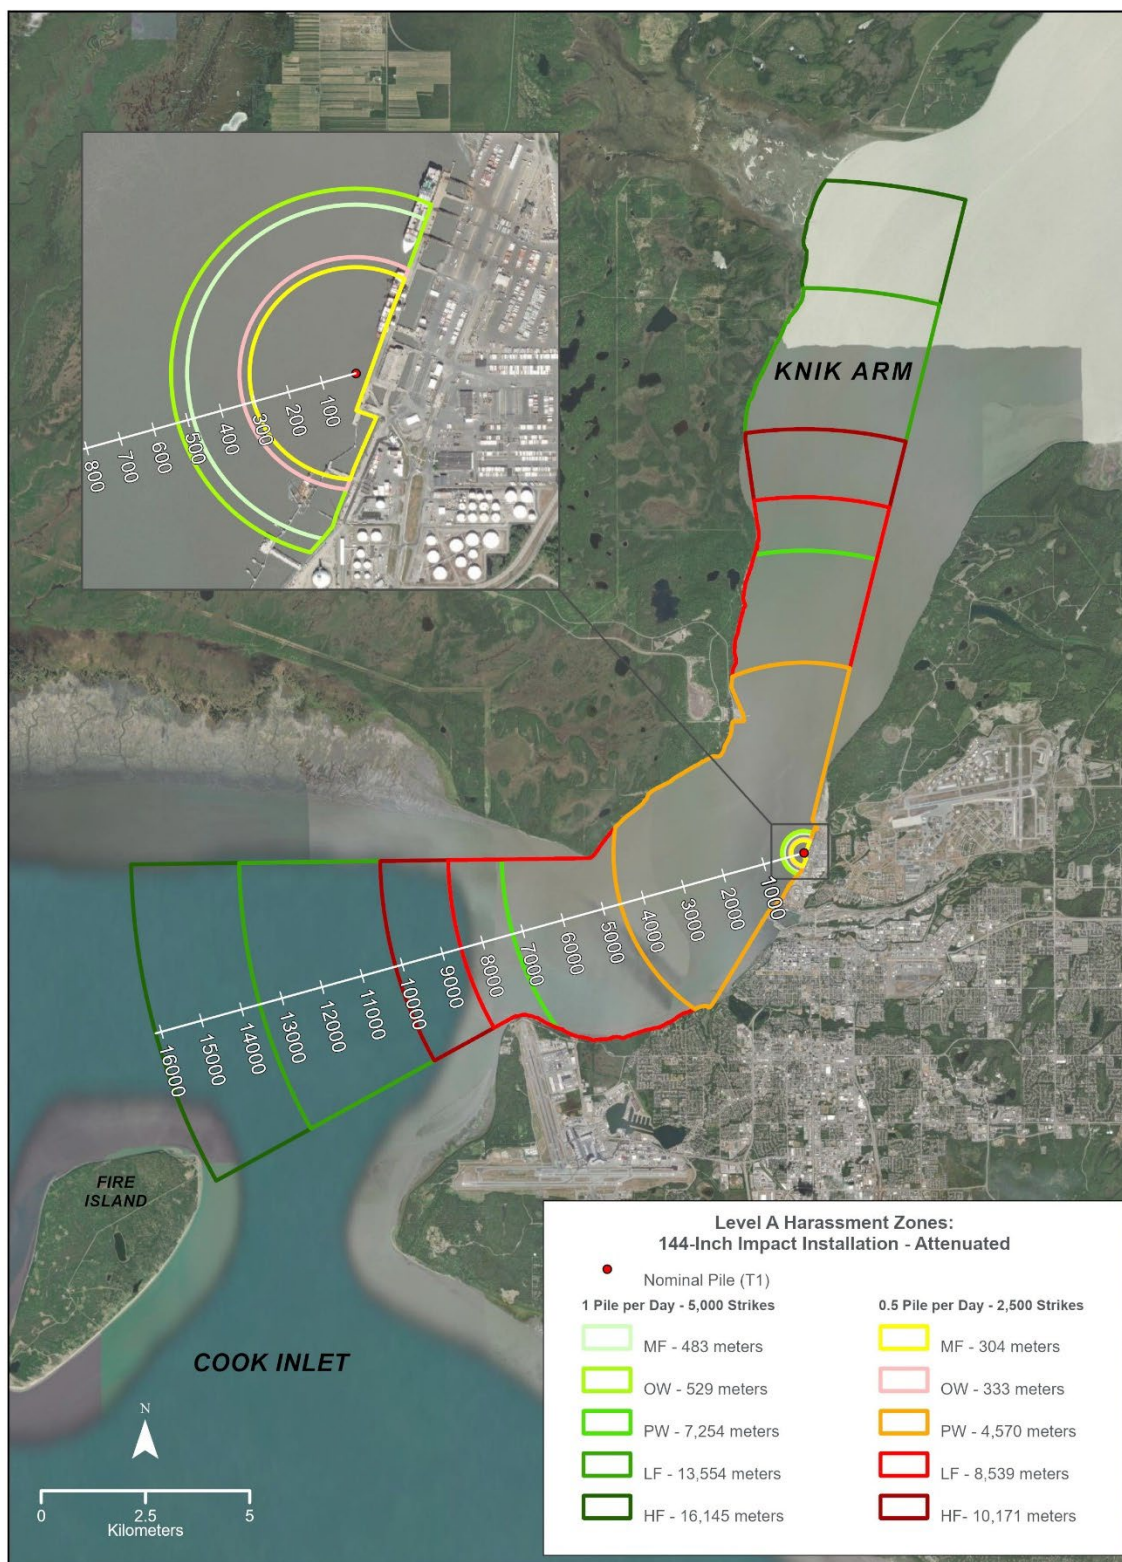 100
200
300
400
500
600
700
800
KNIK ARM
1000
2000
3000
4000
5000
6000
7000
8000
9000
10000
11000
12000
13000
14000
15000
16000
FIRE
ISLAND
COOK INLET
N
0 2.5 5
Kilometers
Level A Harassment Zones:
144-Inch Impact Installation - Attenuated
Nominal Pile (T1)
1 Pile per Day - 5,000 Strikes
MF - 483 meters
OW - 529 meters
PW - 7,254 meters
LF - 13,554 meters
HF - 16,145 meters
0.5 Pile per Day - 2,500 Strikes
MF - 304 meters
OW - 333 meters
PW - 4,570 meters
LF - 8,539 meters
HF- 10,171 meters